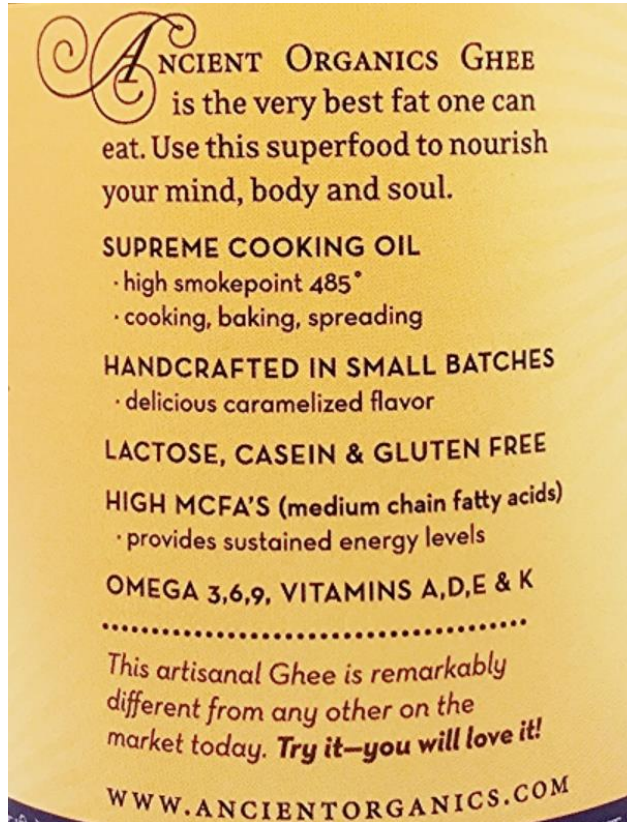 ANCIENT ORGANICS GHEE
is the very best fat one can
eat. Use this superfood to nourish
your mind, body and soul.
SUPREME COOKING OIL
· high smokepoint 485°
· cooking, baking, spreading
HANDCRAFTED IN SMALL BATCHES
· delicious caramelized flavor
LACTOSE, CASEIN & GLUTEN FREE
HIGH MCFA'S (medium chain fatty acids)
· provides sustained energy levels
OMEGA 3,6,9, VITAMINS A,D,E & K
This artisanal Ghee is remarkably
different from any other on the
market today. Try it—you will love it!
WWW.ANCIENTORGANICS.COM